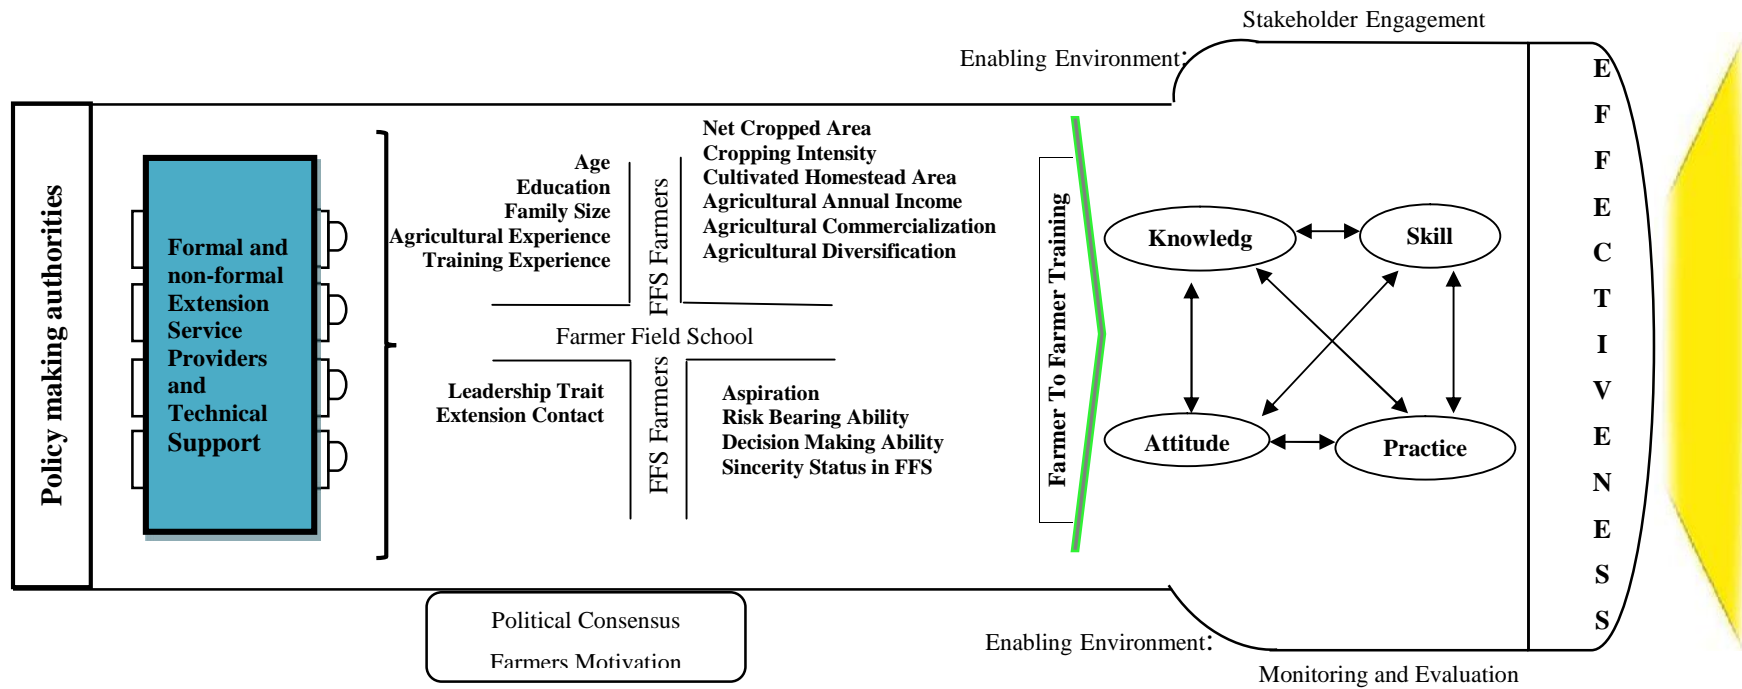 Stakeholder Engagement
Enabling Environment:
Policy making authorities
Formal and
non-formal
Extension
Service
Providers
and
Technical
Support
Age
Education
Family Size
Agricultural Experience
Training Experience
FFS Farmers
Net Cropped Area
Cropping Intensity
Cultivated Homestead Area
Agricultural Annual Income
Agricultural Commercialization
Agricultural Diversification
Farmer Field School
Leadership Trait
Extension Contact
FFS Farmers
Aspiration
Risk Bearing Ability
Decision Making Ability
Sincerity Status in FFS
Farmer To Farmer Training
Knowledg
Skill
Attitude
Practice
EFFECTIVENESS
Political Consensus
Farmers Motivation
Enabling Environment:
Monitoring and Evaluation